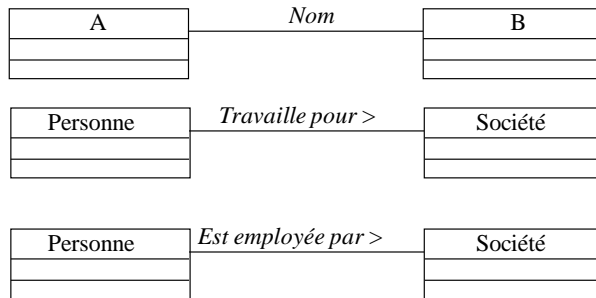 A Nom B
Personne Travaille pour > Société
Personne Est employée par > Société